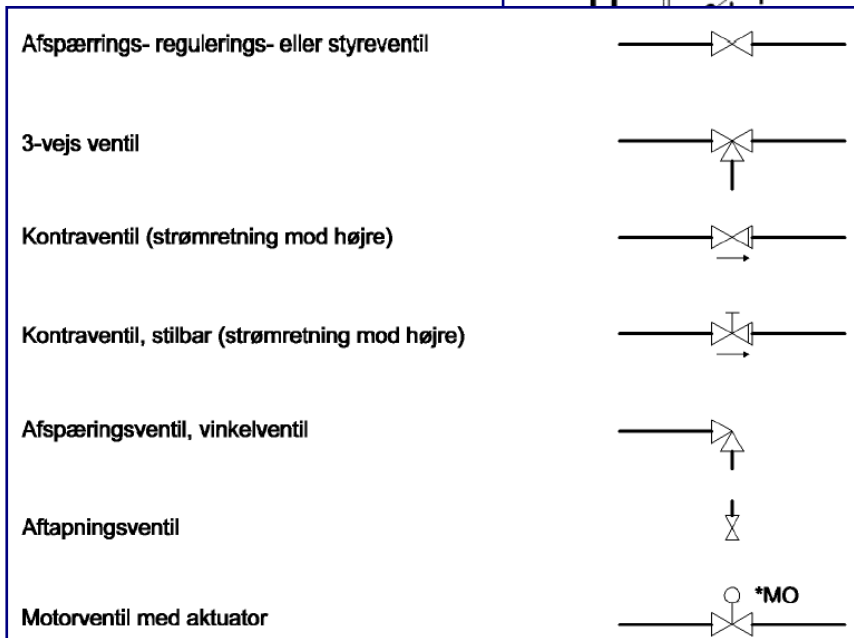 Afspærrings- regulerings- eller styreventil
3-vejs ventil
Kontraventil (strømretning mod højre)
Kontraventil, stilbar (strømretning mod højre)
Afspæringsventil, vinkelventil
Aftapningsventil
*MO
Motorventil med aktuator